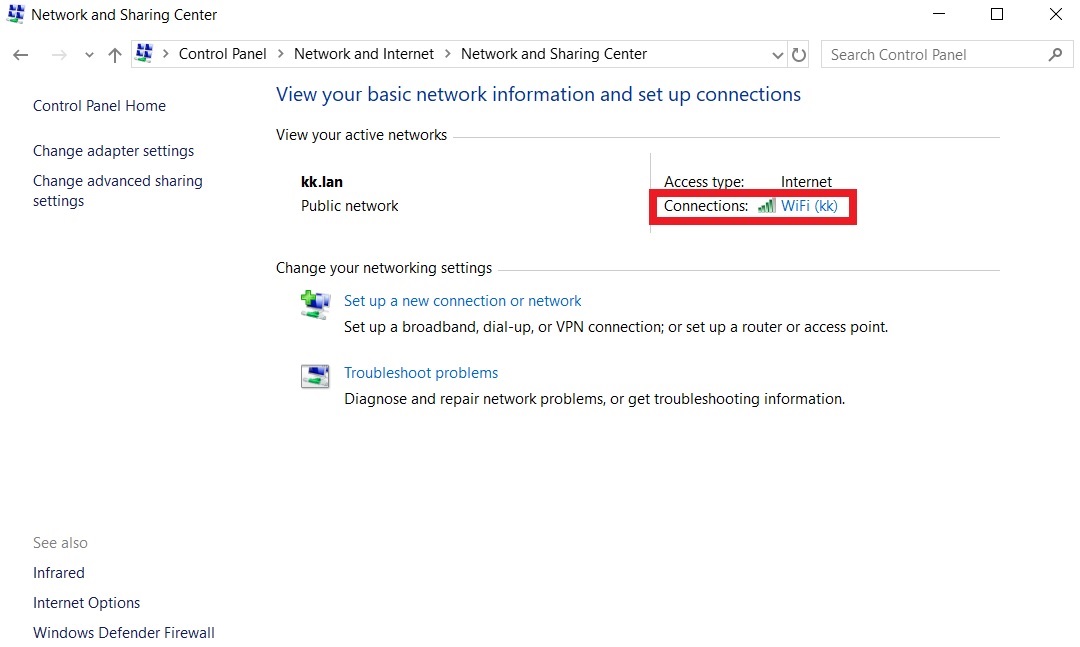 Network and Sharing Center
Control Panel > Network and Internet > Network and Sharing Center
Search Control Panel
Control Panel Home
Change adapter settings
Change advanced sharing
settings
View your basic network information and set up connections
View your active networks
kk.lan
Public network
Access type: Internet
Connections: WiFi (kk)
Change your networking settings
Set up a new connection or network
Set up a broadband, dial-up, or VPN connection; or set up a router or access point.
Troubleshoot problems
Diagnose and repair network problems, or get troubleshooting information.
See also
Infrared
Internet Options
Windows Defender Firewall